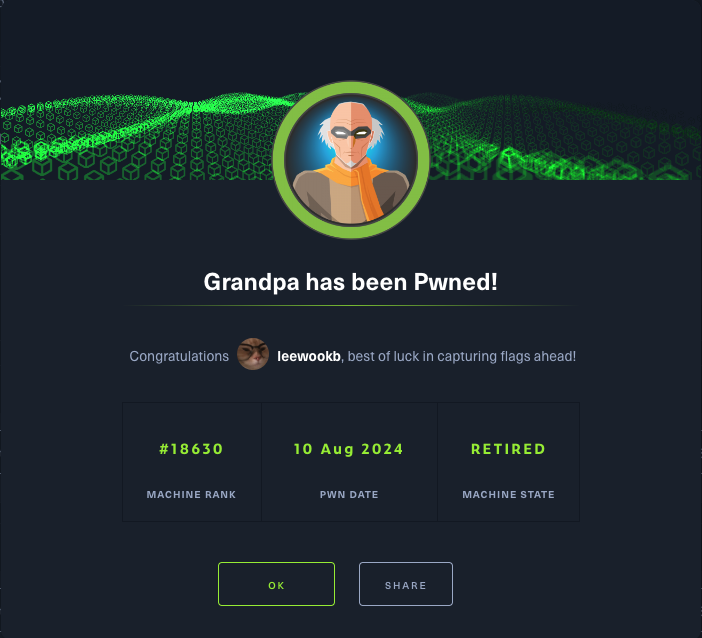 Grandpa has been Pwned!
Congratulations leewookb, best of luck in capturing flags ahead!
#18630 10 Aug 2024 RETIRED
MACHINE RANK PWN DATE MACHINE STATE
OK SHARE